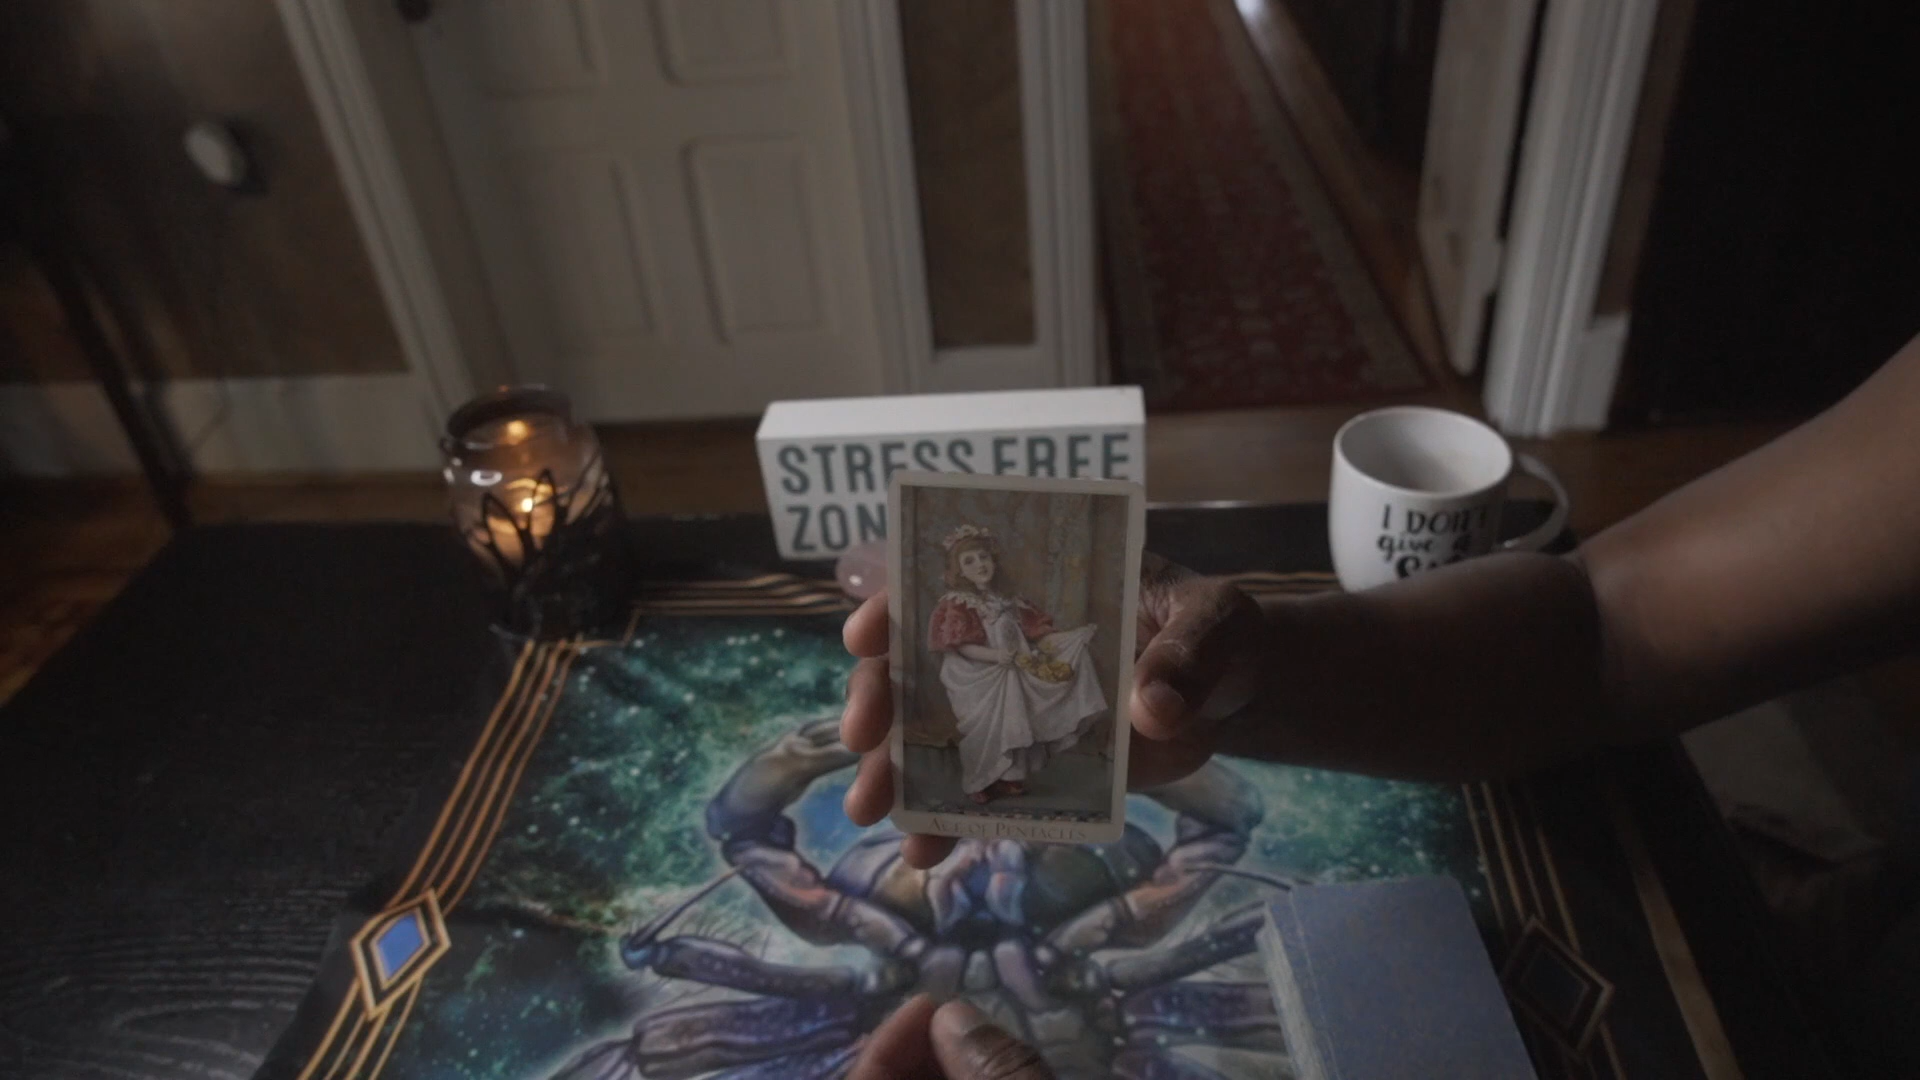 STRESS FREE
ZON
I DON'T
give a
ACE OF PENTACLES